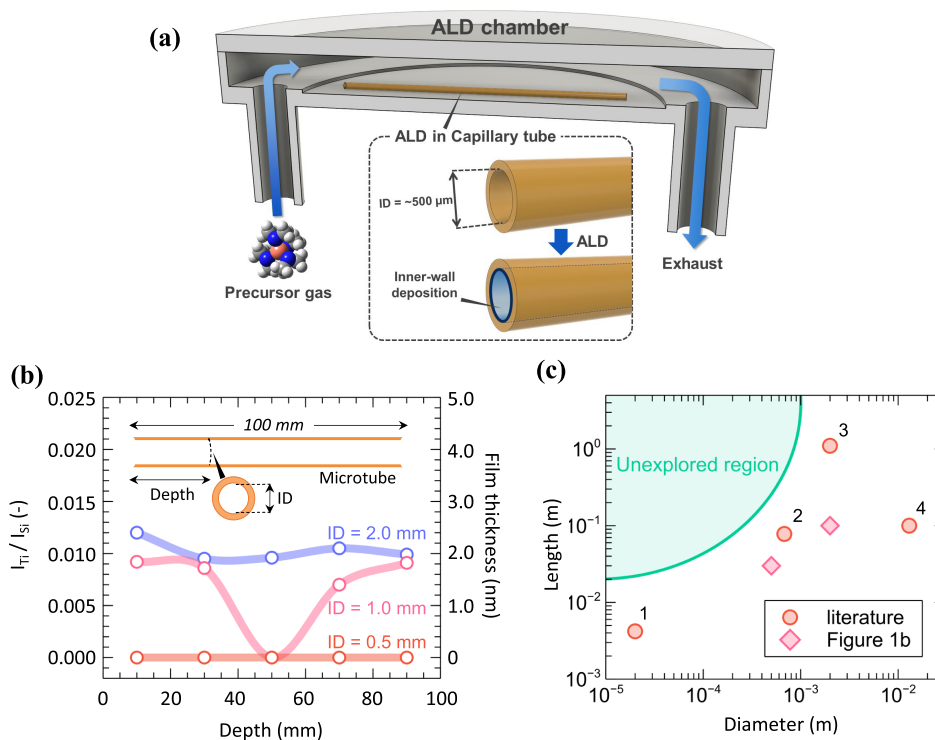 (a)
ALD chamber
ALD in Capillary tube
ID = ~500 µm
ALD
Inner-wall
deposition
Precursor gas
Exhaust
(b)
I_Ti / I_Si (-)
0.025
0.020
0.015
0.010
0.005
0.000
5.0
4.0
3.0
2.0
1.0
0
Film thickness (nm)
100 mm
Depth
ID
Microtube
ID = 2.0 mm
ID = 1.0 mm
ID = 0.5 mm
0 20 40 60 80 100
Depth (mm)
(c)
Length (m)
10⁰
10⁻¹
10⁻²
10⁻³
Unexplored region
3
4
2
1
literature
Figure 1b
10⁻⁵ 10⁻⁴ 10⁻³ 10⁻²
Diameter (m)